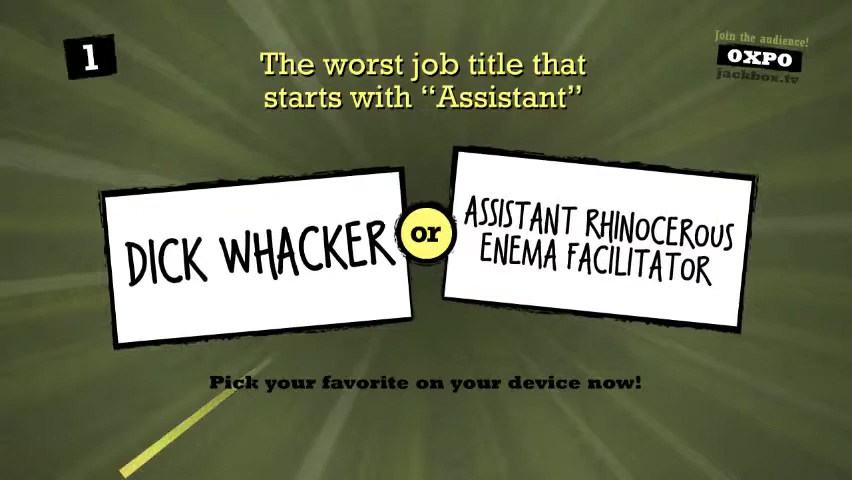 1
The worst job title that
starts with “Assistant”
Join the audience!
OXPO
jackbox.tv
DICK WHACKER
or
ASSISTANT RHINOCEROUS
ENEMA FACILITATOR
Pick your favorite on your device now!